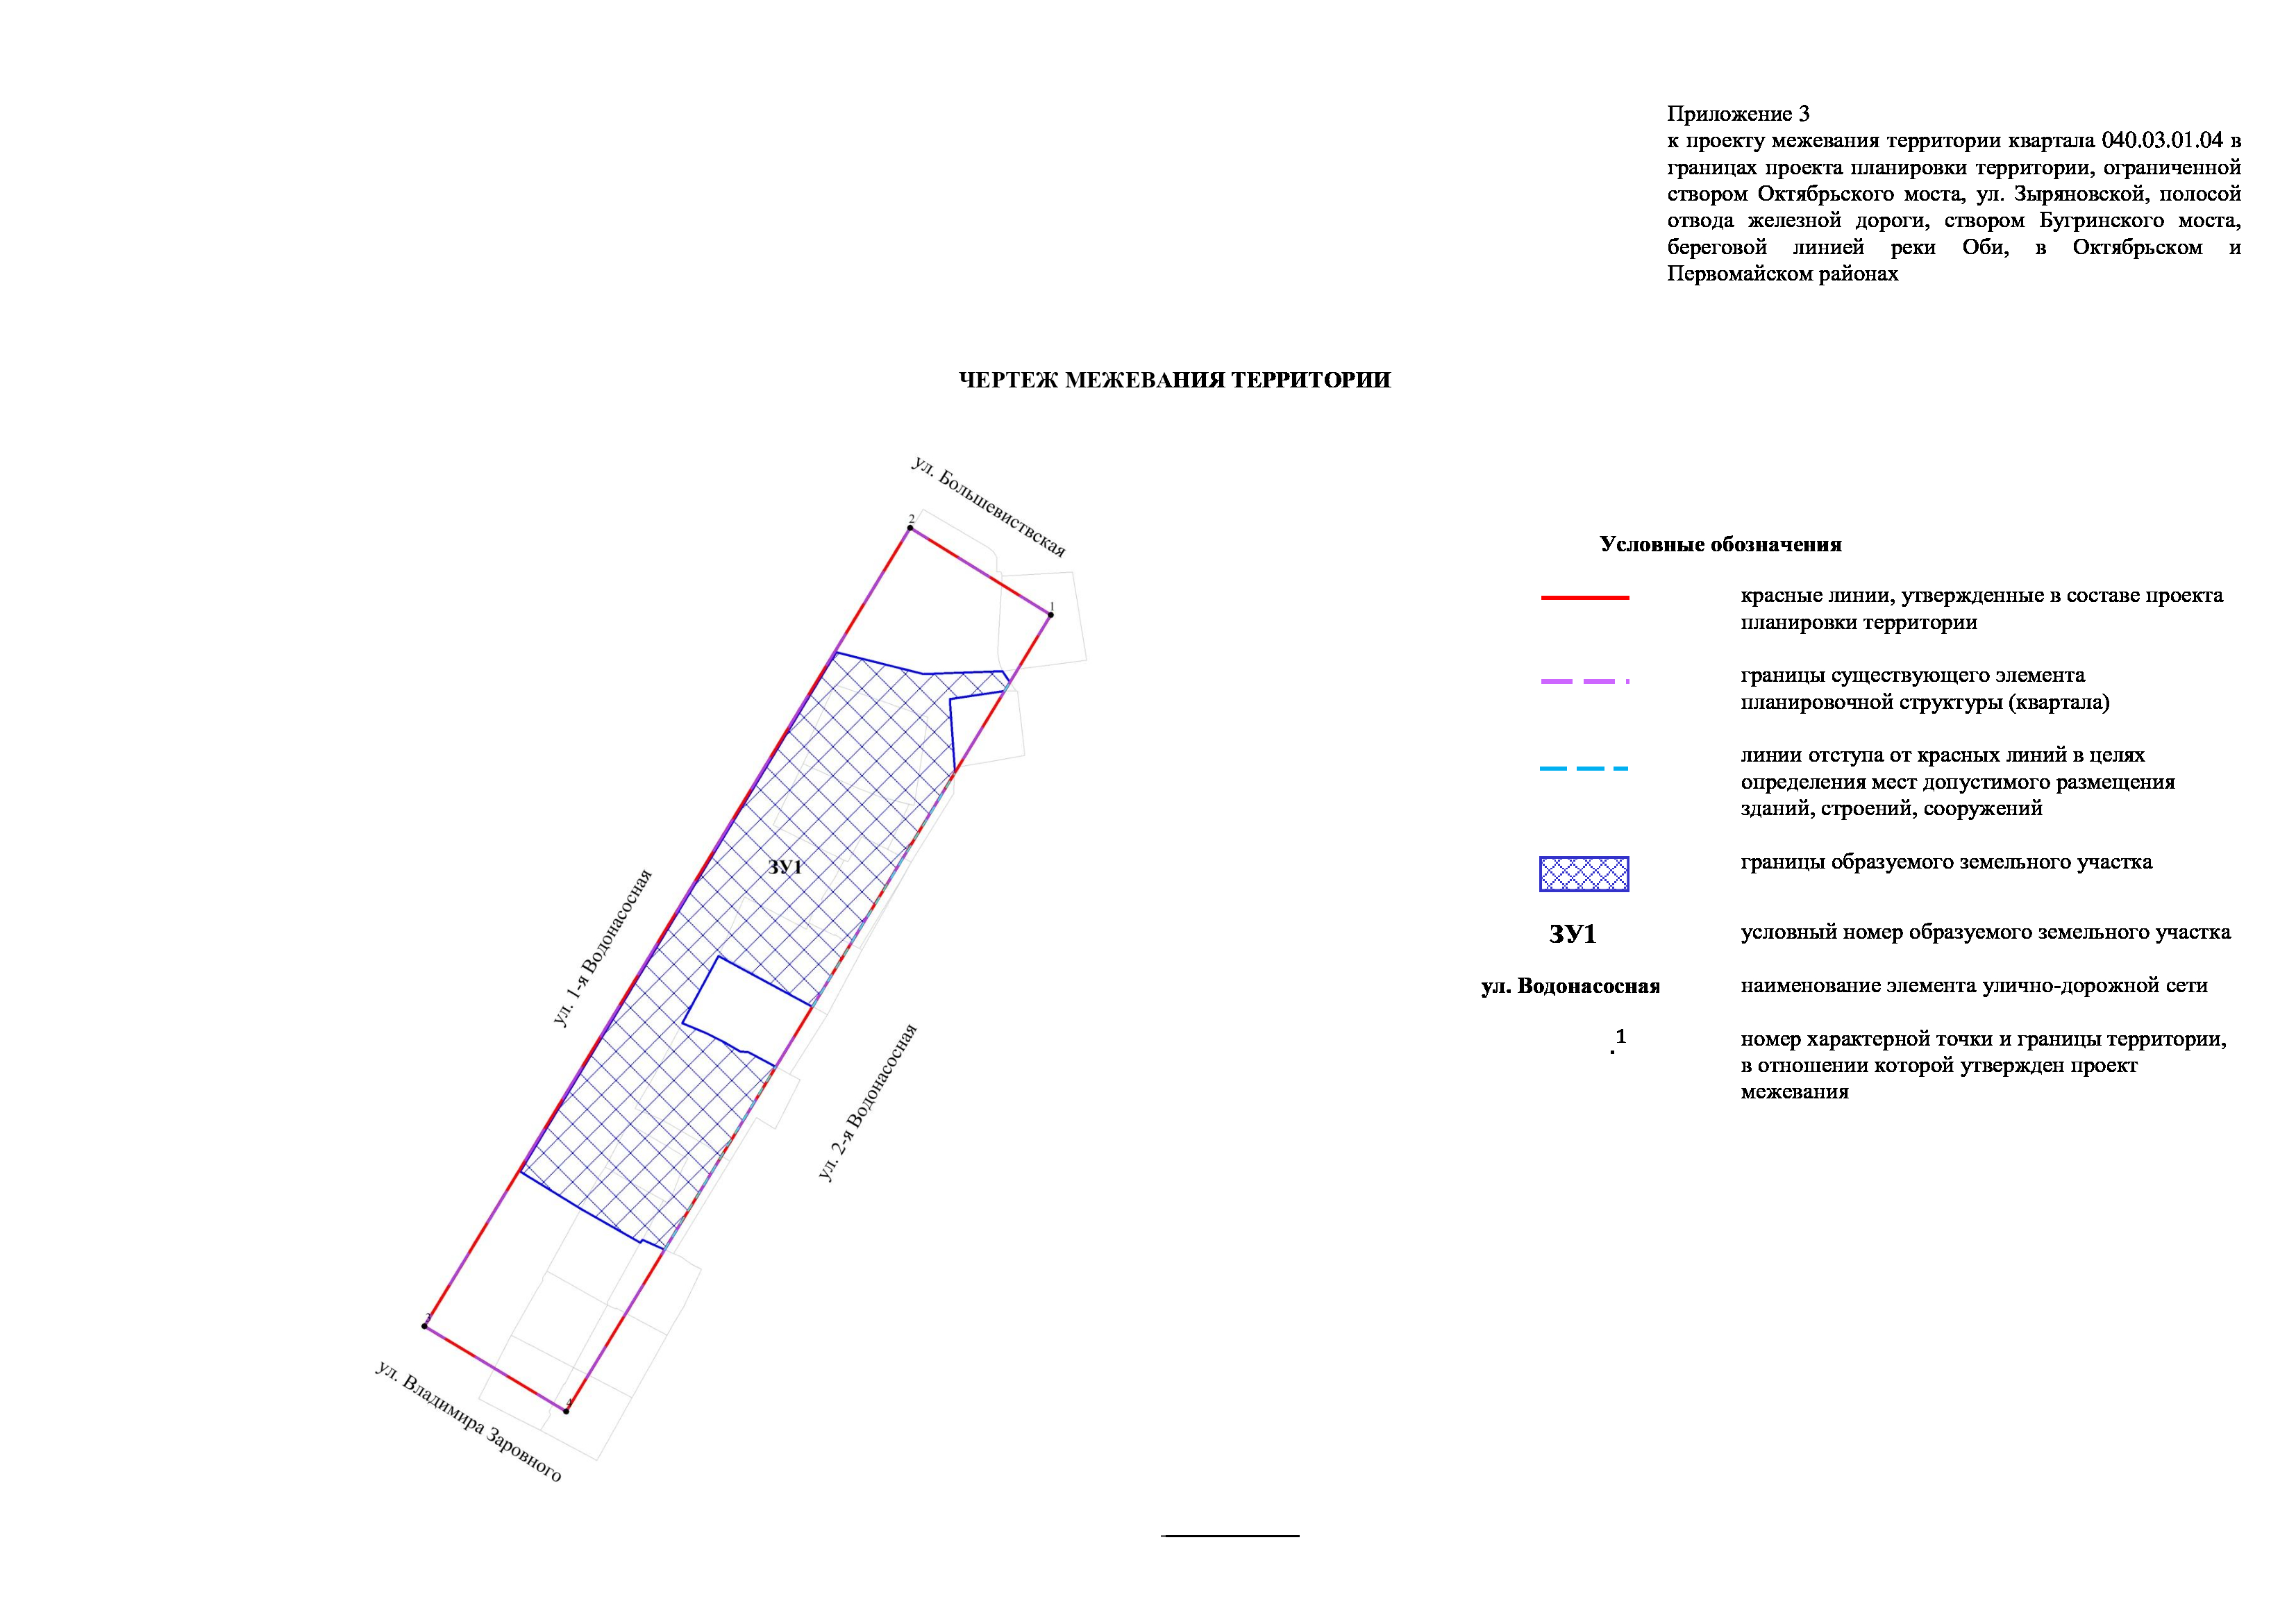 Приложение 3
к проекту межевания территории квартала 040.03.01.04 в
границах проекта планировки территории, ограниченной
створом Октябрьского моста, ул. Зыряновской, полосой
отвода железной дороги, створом Бугринского моста,
береговой линией реки Оби, в Октябрьском и
Первомайском районах
ЧЕРТЕЖ МЕЖЕВАНИЯ ТЕРРИТОРИИ
ул. Большевиствская
2
1
ЗУ1
ул. 1-я Водонасосная
ул. 2-я Водонасосная
3
4
ул. Владимира Заровного
Условные обозначения
красные линии, утвержденные в составе проекта
планировки территории
границы существующего элемента
планировочной структуры (квартала)
линии отступа от красных линий в целях
определения мест допустимого размещения
зданий, строений, сооружений
границы образуемого земельного участка
ЗУ1 условный номер образуемого земельного участка
ул. Водонасосная наименование элемента улично-дорожной сети
1 номер характерной точки и границы территории,
в отношении которой утвержден проект
межевания